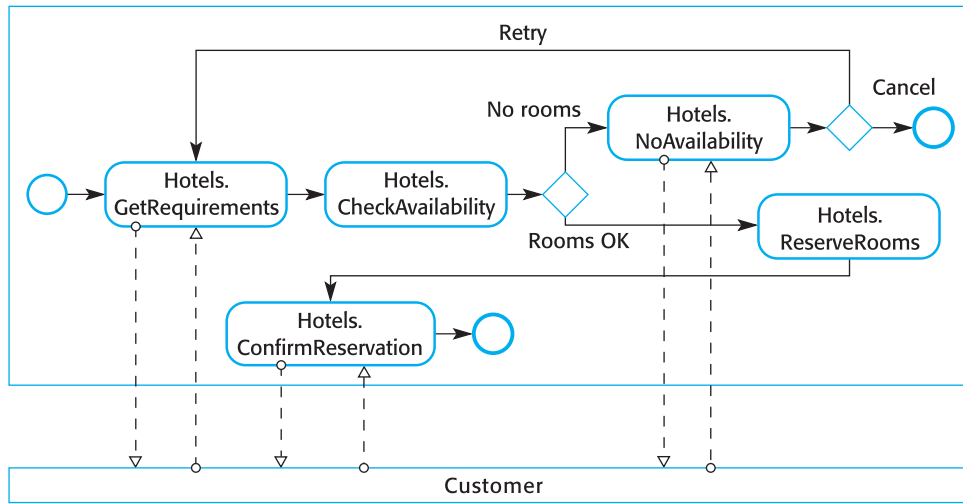 Retry
Cancel
No rooms
Hotels.
NoAvailability
Hotels.
GetRequirements
Hotels.
CheckAvailability
Rooms OK
Hotels.
ReserveRooms
Hotels.
ConfirmReservation
Customer